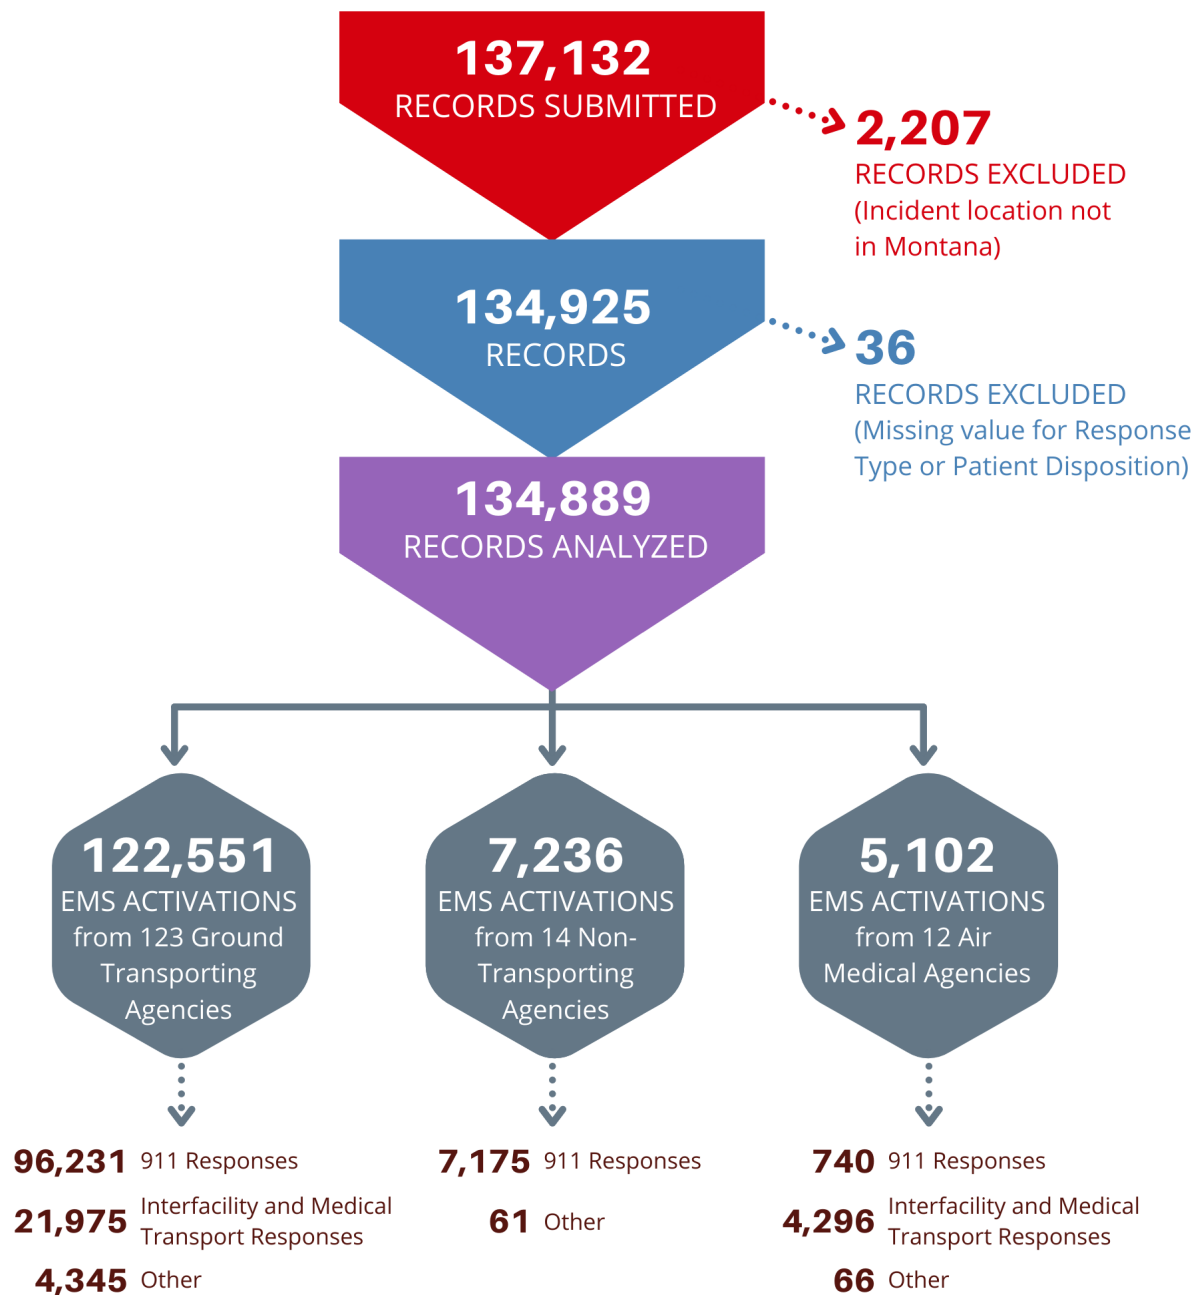 137,132
RECORDS SUBMITTED
2,207
RECORDS EXCLUDED
(Incident location not
in Montana)
134,925
RECORDS
36
RECORDS EXCLUDED
(Missing value for Response
Type or Patient Disposition)
134,889
RECORDS ANALYZED
122,551
EMS ACTIVATIONS
from 123 Ground
Transporting
Agencies
7,236
EMS ACTIVATIONS
from 14 Non-
Transporting
Agencies
5,102
EMS ACTIVATIONS
from 12 Air
Medical Agencies
96,231 911 Responses
21,975 Interfacility and Medical
Transport Responses
4,345 Other
7,175 911 Responses
61 Other
740 911 Responses
4,296 Interfacility and Medical
Transport Responses
66 Other